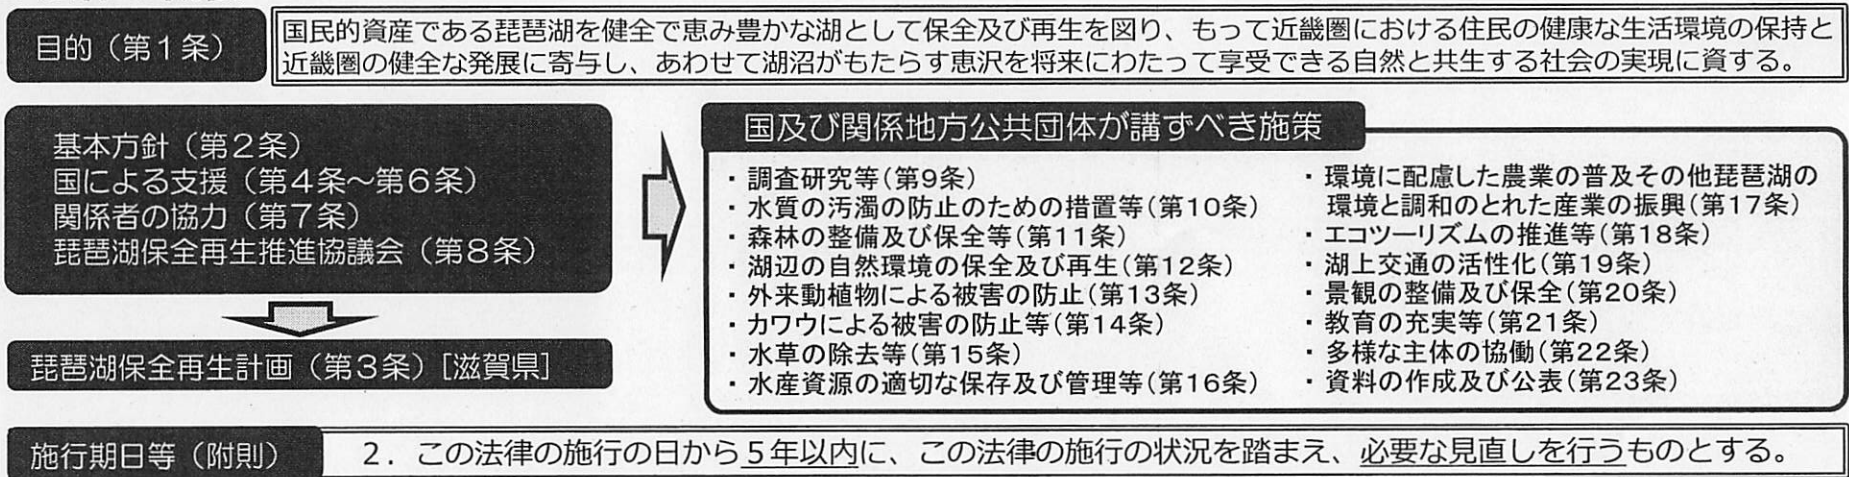 目的（第１条）
国民的資産である琵琶湖を健全で恵み豊かな湖として保全及び再生を図り、もって近畿圏における住民の健康な生活環境の保持と
近畿圏の健全な発展に寄与し、あわせて湖沼がもたらす恵沢を将来にわたって享受できる自然と共生する社会の実現に資する。
基本方針（第２条）
国による支援（第４条～第６条）
関係者の協力（第７条）
琵琶湖保全再生推進協議会（第８条）
琵琶湖保全再生計画（第３条）［滋賀県］
国及び関係地方公共団体が講ずべき施策
・調査研究等（第９条）
・水質の汚濁の防止のための措置等（第10条）
・森林の整備及び保全等（第11条）
・湖辺の自然環境の保全及び再生（第12条）
・外来動植物による被害の防止（第13条）
・カワウによる被害の防止等（第14条）
・水草の除去等（第15条）
・水産資源の適切な保存及び管理等（第16条）
・環境に配慮した農業の普及その他琵琶湖の
環境と調和のとれた産業の振興（第17条）
・エコツーリズムの推進等（第18条）
・湖上交通の活性化（第19条）
・景観の整備及び保全（第20条）
・教育の充実等（第21条）
・多様な主体の協働（第22条）
・資料の作成及び公表（第23条）
施行期日等（附則）
２．この法律の施行の日から５年以内に、この法律の施行の状況を踏まえ、必要な見直しを行うものとする。